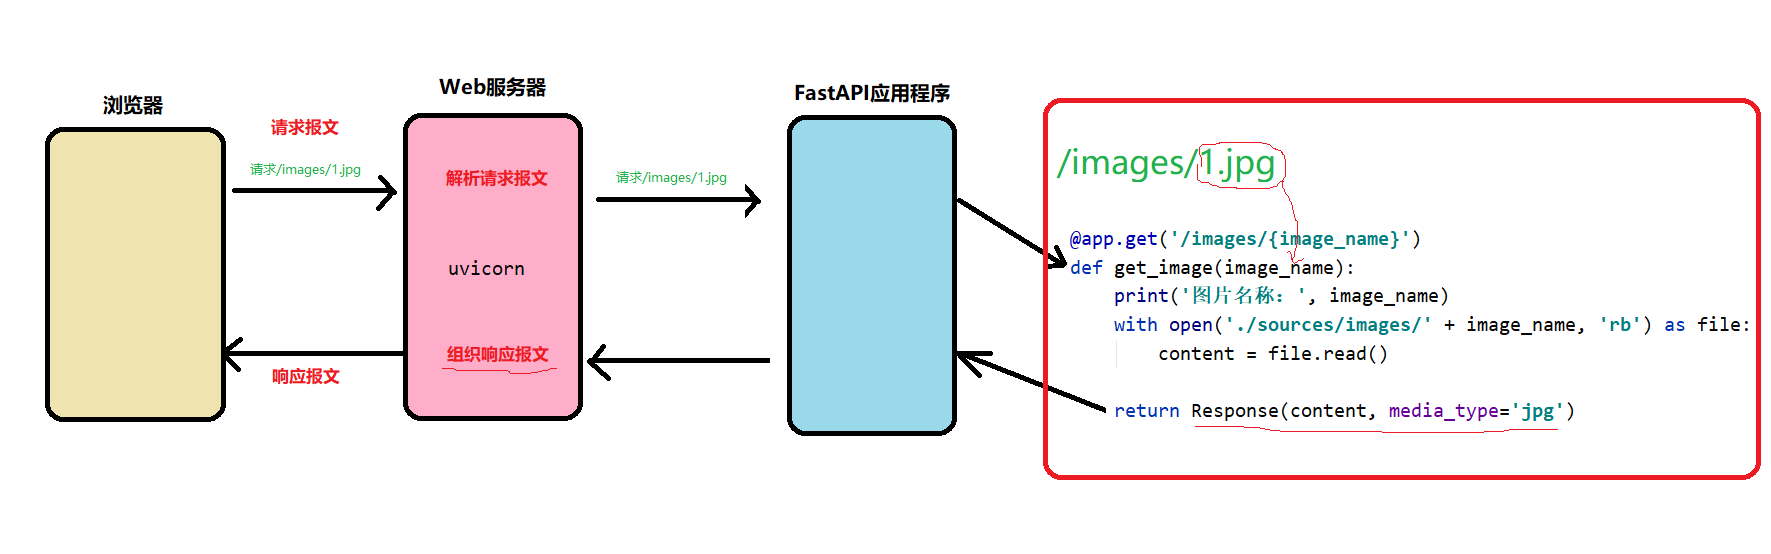 浏览器
Web服务器
FastAPI应用程序
请求报文
请求/images/1.jpg
解析请求报文
请求/images/1.jpg
uvicorn
组织响应报文
响应报文
/images/1.jpg
@app.get('/images/{image_name}')
def get_image(image_name):
    print('图片名称：', image_name)
    with open('./sources/images/' + image_name, 'rb') as file:
        content = file.read()
    return Response(content, media_type='jpg')